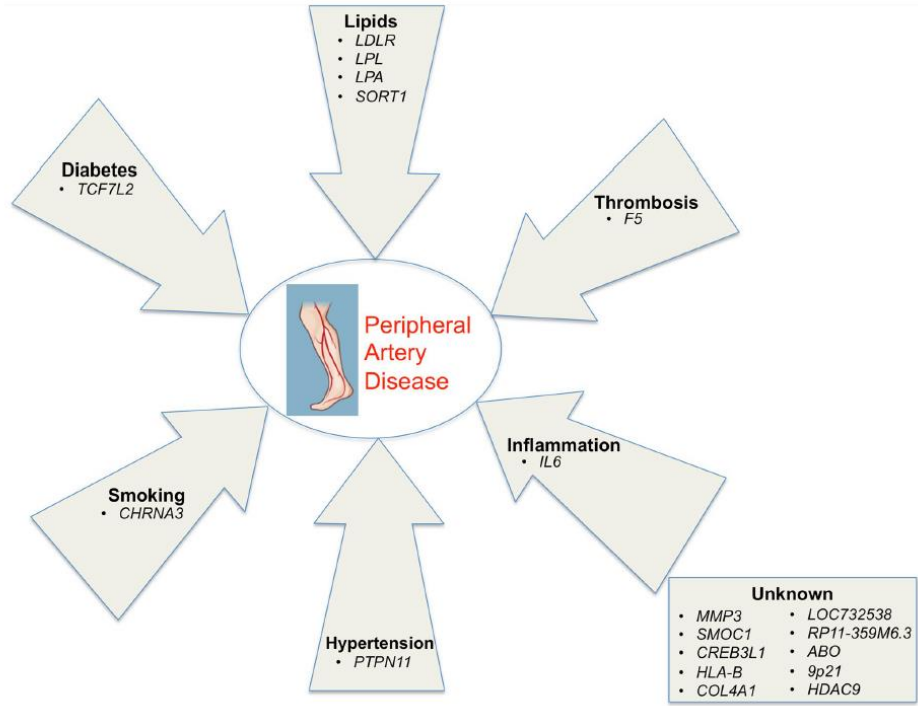 Lipids
• LDLR
• LPL
• LPA
• SORT1
Diabetes
• TCF7L2
Thrombosis
• F5
Peripheral
Artery
Disease
Inflammation
• IL6
Smoking
• CHRNA3
Hypertension
• PTPN11
Unknown
• MMP3
• SMOC1
• CREB3L1
• HLA-B
• COL4A1
• LOC732538
• RP11-359M6.3
• ABO
• 9p21
• HDAC9